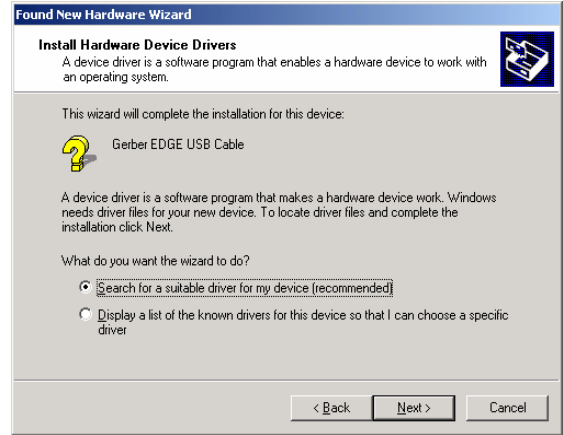 Found New Hardware Wizard
Install Hardware Device Drivers
A device driver is a software program that enables a hardware device to work with
an operating system.
This wizard will complete the installation for this device:
Gerber EDGE USB Cable
A device driver is a software program that makes a hardware device work. Windows
needs driver files for your new device. To locate driver files and complete the
installation click Next.
What do you want the wizard to do?
Search for a suitable driver for my device (recommended)
Display a list of the known drivers for this device so that I can choose a specific
driver
< Back
Next >
Cancel